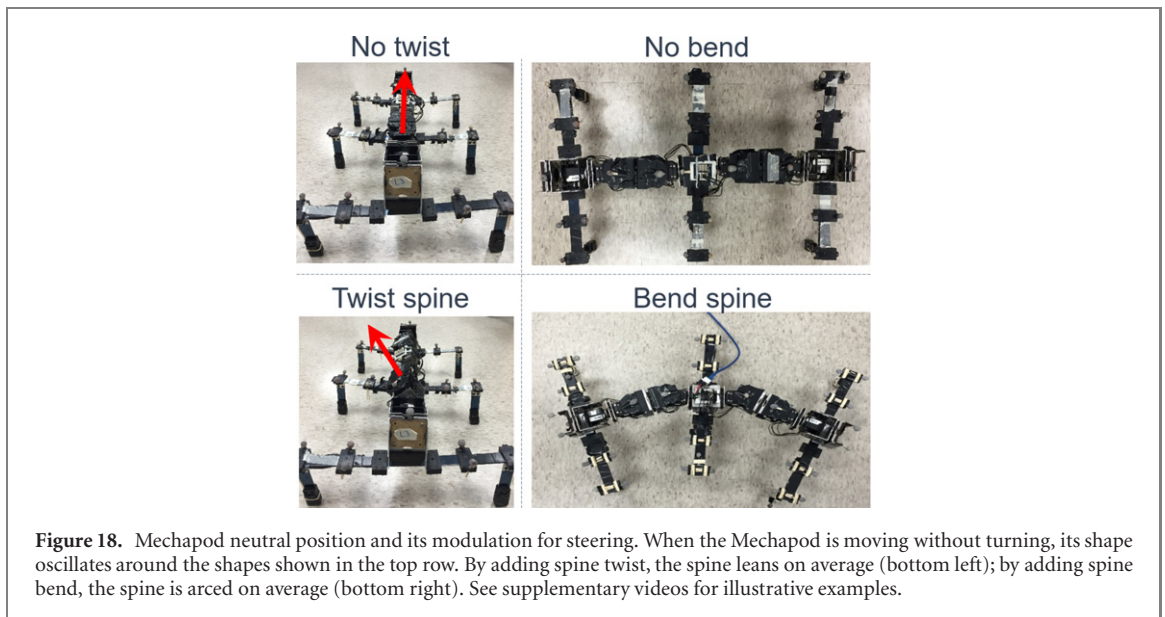 No twist
No bend
Twist spine
Bend spine
Figure 18. Mechapod neutral position and its modulation for steering. When the Mechapod is moving without turning, its shape
oscillates around the shapes shown in the top row. By adding spine twist, the spine leans on average (bottom left); by adding spine
bend, the spine is arced on average (bottom right). See supplementary videos for illustrative examples.